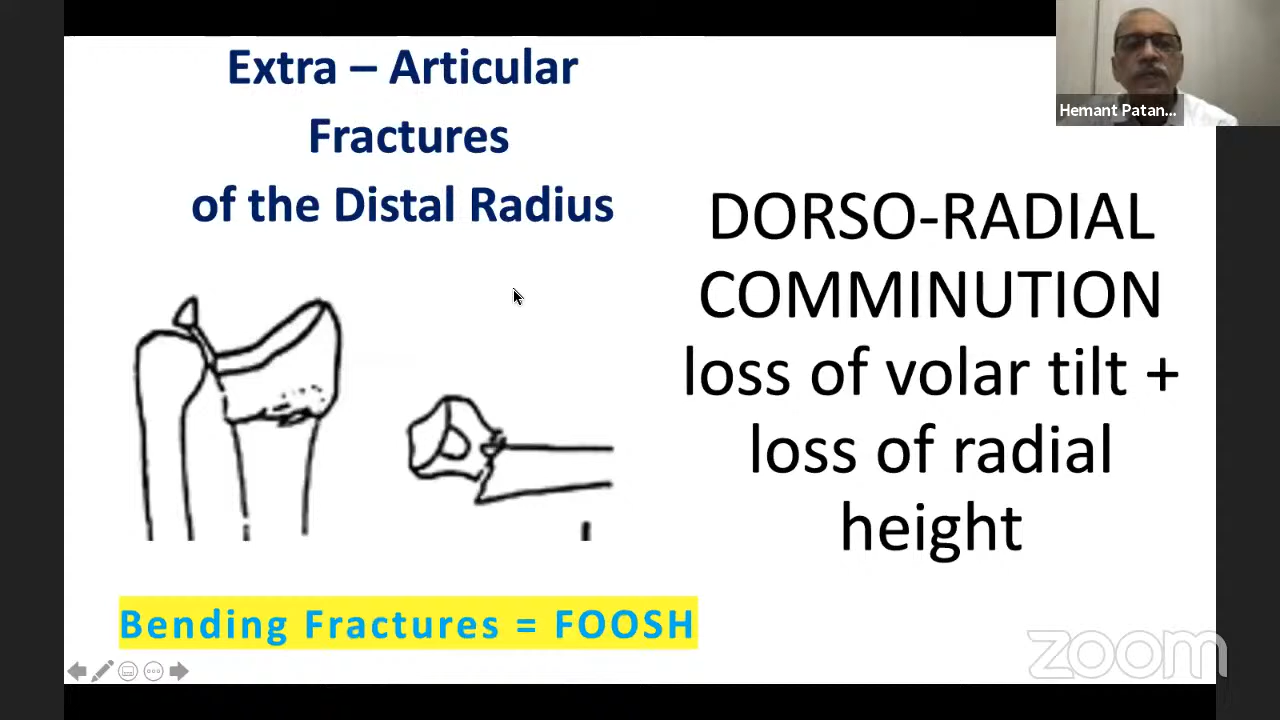 Extra – Articular
Fractures
of the Distal Radius
Hemant Patan...
DORSO-RADIAL
COMMINUTION
loss of volar tilt +
loss of radial
height
I
Bending Fractures = FOOSH
zoom